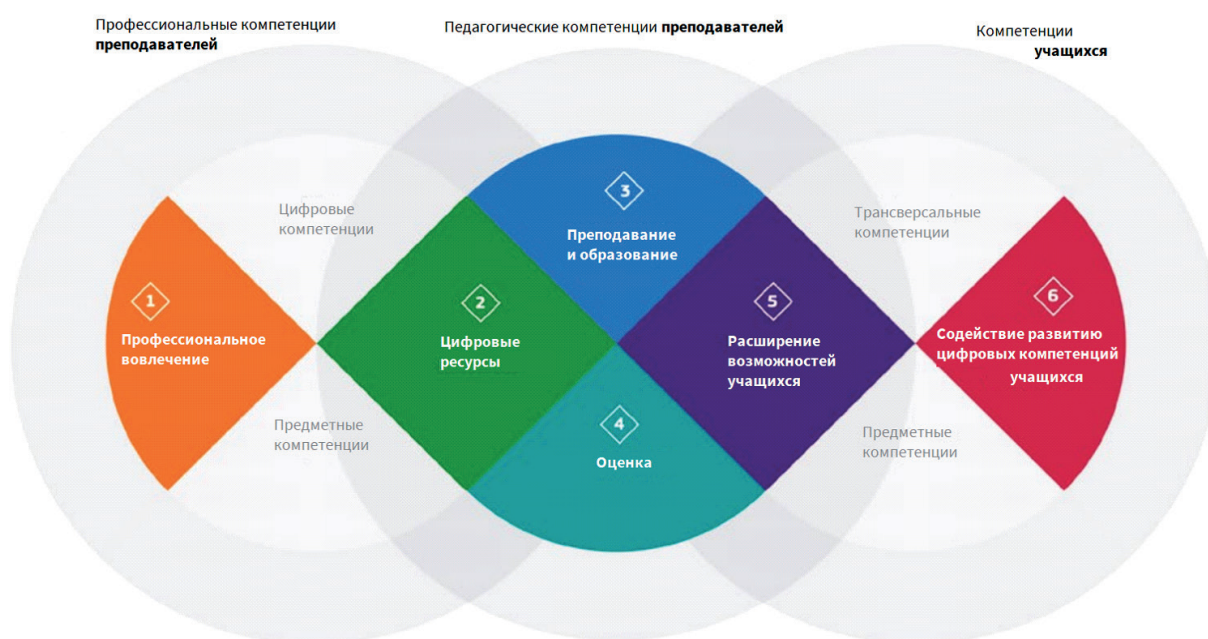 Профессиональные компетенции
преподавателей
Педагогические компетенции преподавателей
Компетенции
учащихся
Цифровые
компетенции
3
Преподавание
и образование
Трансверсальные
компетенции
1
Профессиональное
вовлечение
2
Цифровые
ресурсы
5
Расширение
возможностей
учащихся
6
Содействие развитию
цифровых компетенций
учащихся
Предметные
компетенции
4
Оценка
Предметные
компетенции